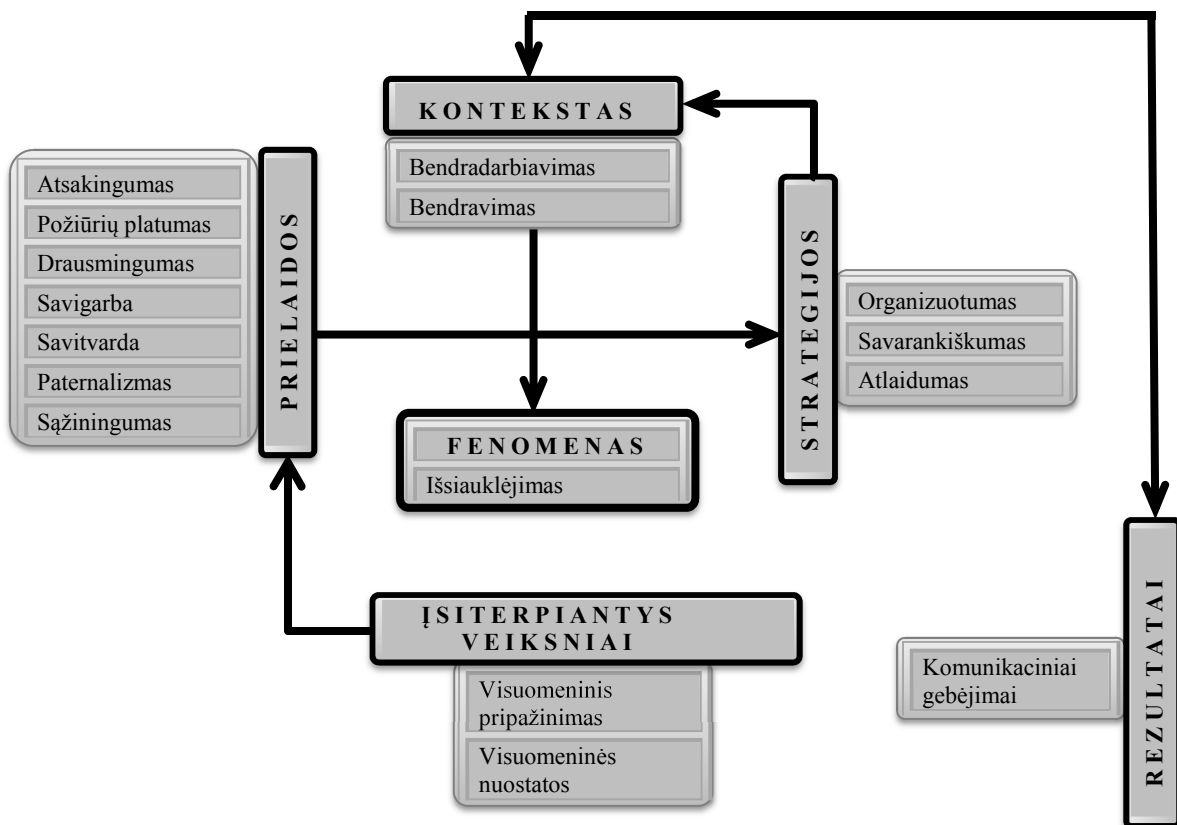 KONTEKSTAS
Bendradarbiavimas
Bendravimas
PRIELAIDOS
Atsakingumas
Požiūrių platumas
Drausmingumas
Savigarba
Savitvarda
Paternalizmas
Sąžiningumas
STRATEGIJOS
Organizuotumas
Savarankiškumas
Atlaidumas
FENOMENAS
Išsiauklėjimas
ĮSITERPIANTYS
VEIKSNIAI
Visuomeninis
pripažinimas
Visuomeninės
nuostatos
REZULTATAI
Komunikaciniai
gebėjimai